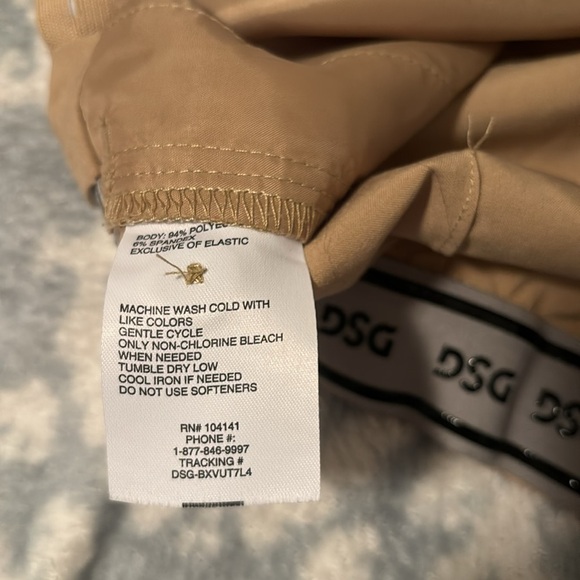 BODY: 94% POLYE
6% SPANDEX
EXCLUSIVE OF ELASTIC
MACHINE WASH COLD WITH
LIKE COLORS
GENTLE CYCLE
ONLY NON-CHLORINE BLEACH
WHEN NEEDED
TUMBLE DRY LOW
COOL IRON IF NEEDED
DO NOT USE SOFTENERS
RN# 104141
PHONE #:
1-877-846-9997
TRACKING #
DSG-BXVUT7L4
DSG
DSG
DSG